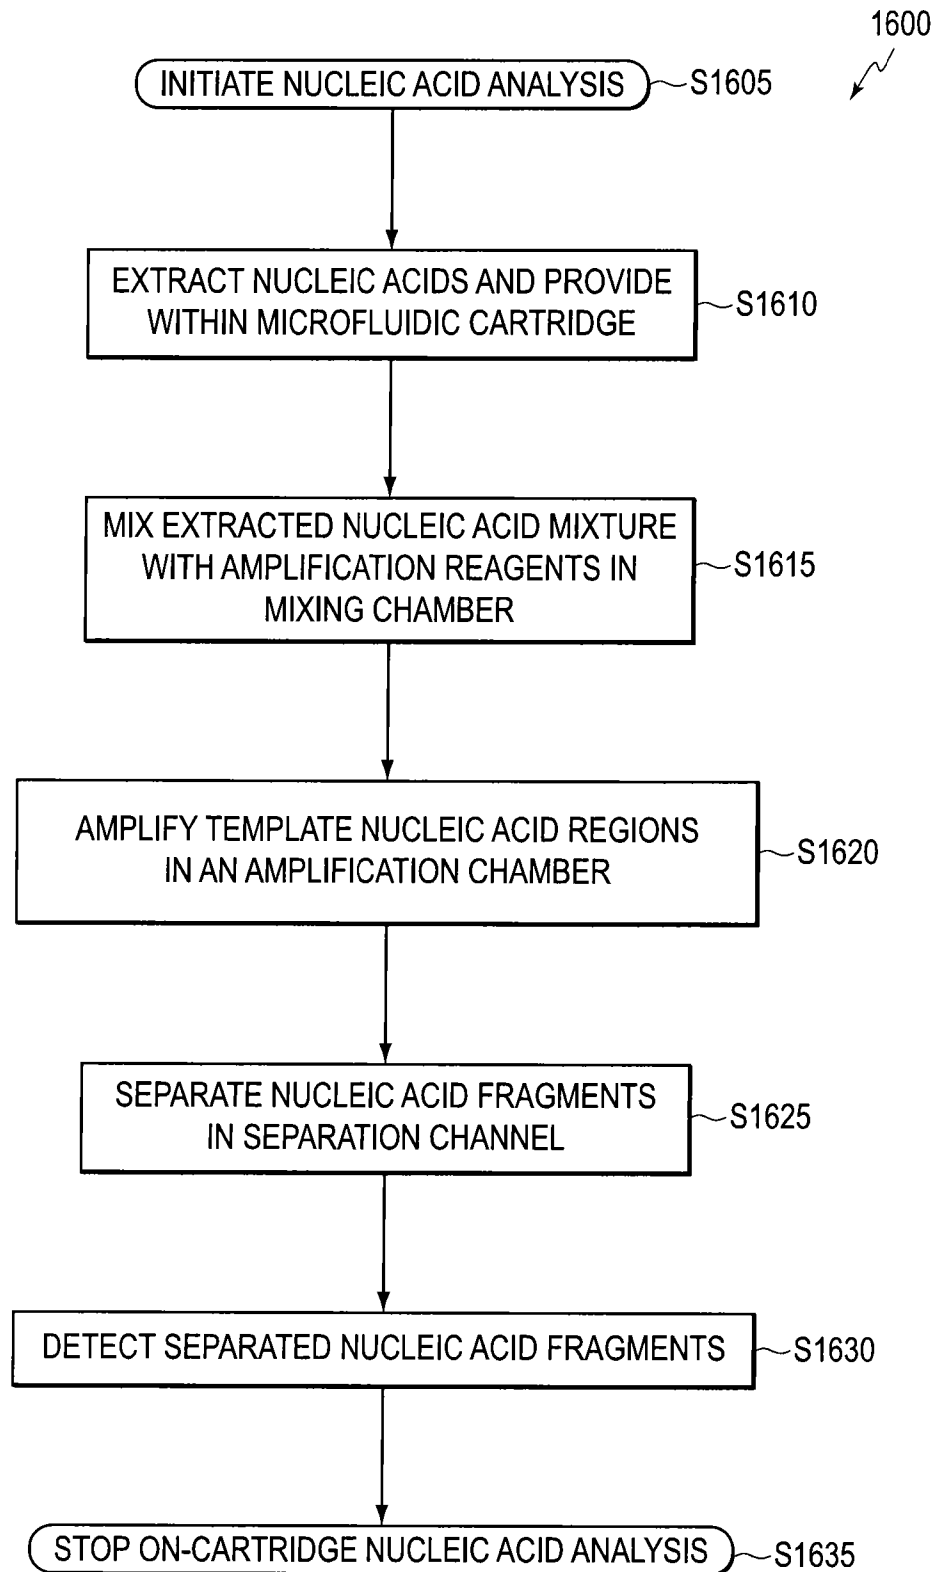 1600
INITIATE NUCLEIC ACID ANALYSIS
S1605
EXTRACT NUCLEIC ACIDS AND PROVIDE
WITHIN MICROFLUIDIC CARTRIDGE
S1610
MIX EXTRACTED NUCLEIC ACID MIXTURE
WITH AMPLIFICATION REAGENTS IN
MIXING CHAMBER
S1615
AMPLIFY TEMPLATE NUCLEIC ACID REGIONS
IN AN AMPLIFICATION CHAMBER
S1620
SEPARATE NUCLEIC ACID FRAGMENTS
IN SEPARATION CHANNEL
S1625
DETECT SEPARATED NUCLEIC ACID FRAGMENTS
S1630
STOP ON-CARTRIDGE NUCLEIC ACID ANALYSIS
S1635